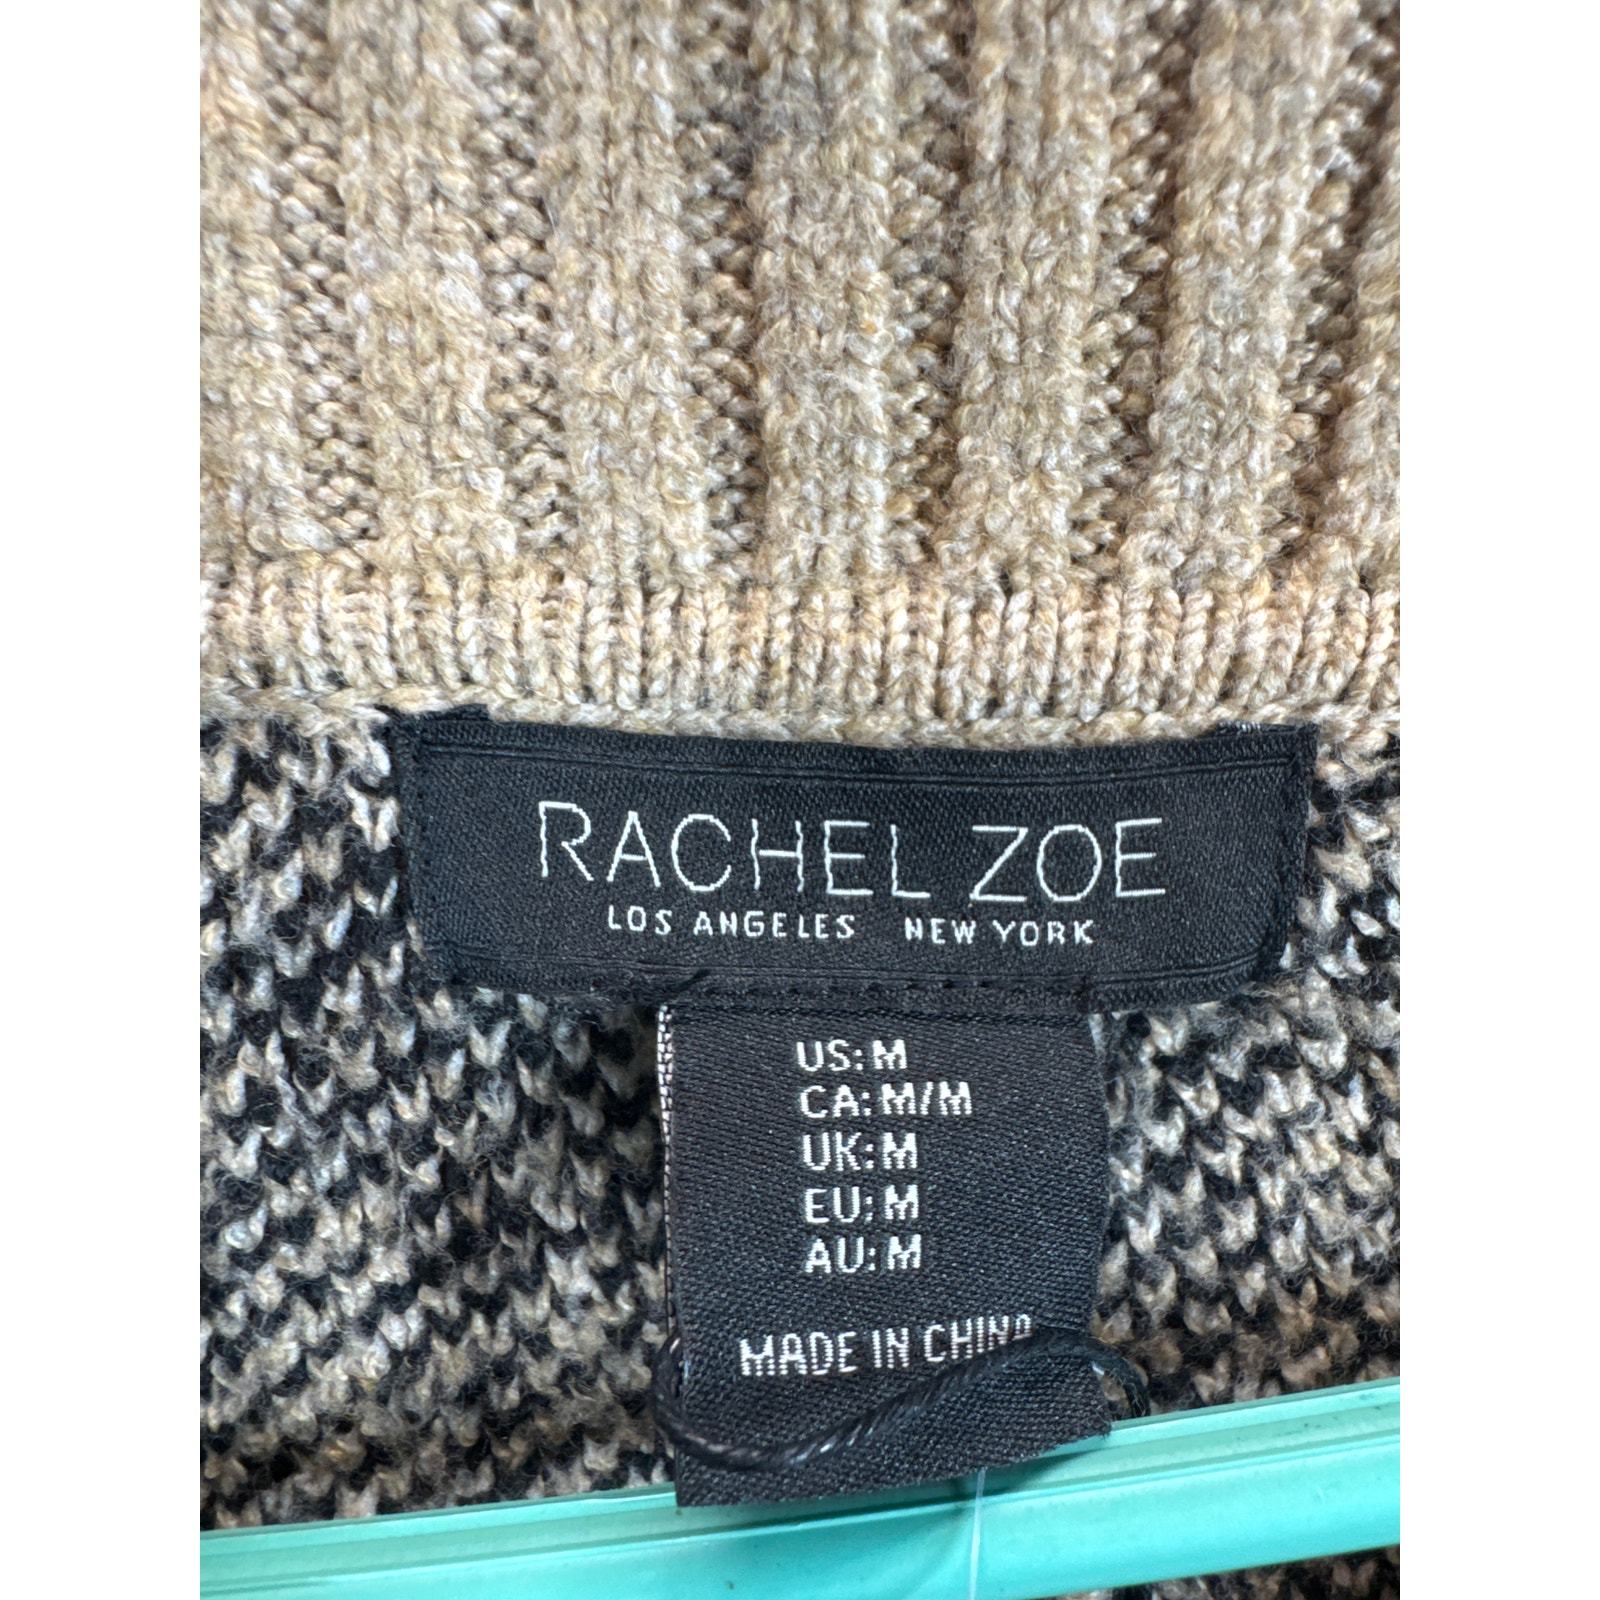 RACHEL ZOE
LOS ANGELES NEW YORK
US: M
CA: M/M
UK: M
EU: M
AU: M
MADE IN CHINA